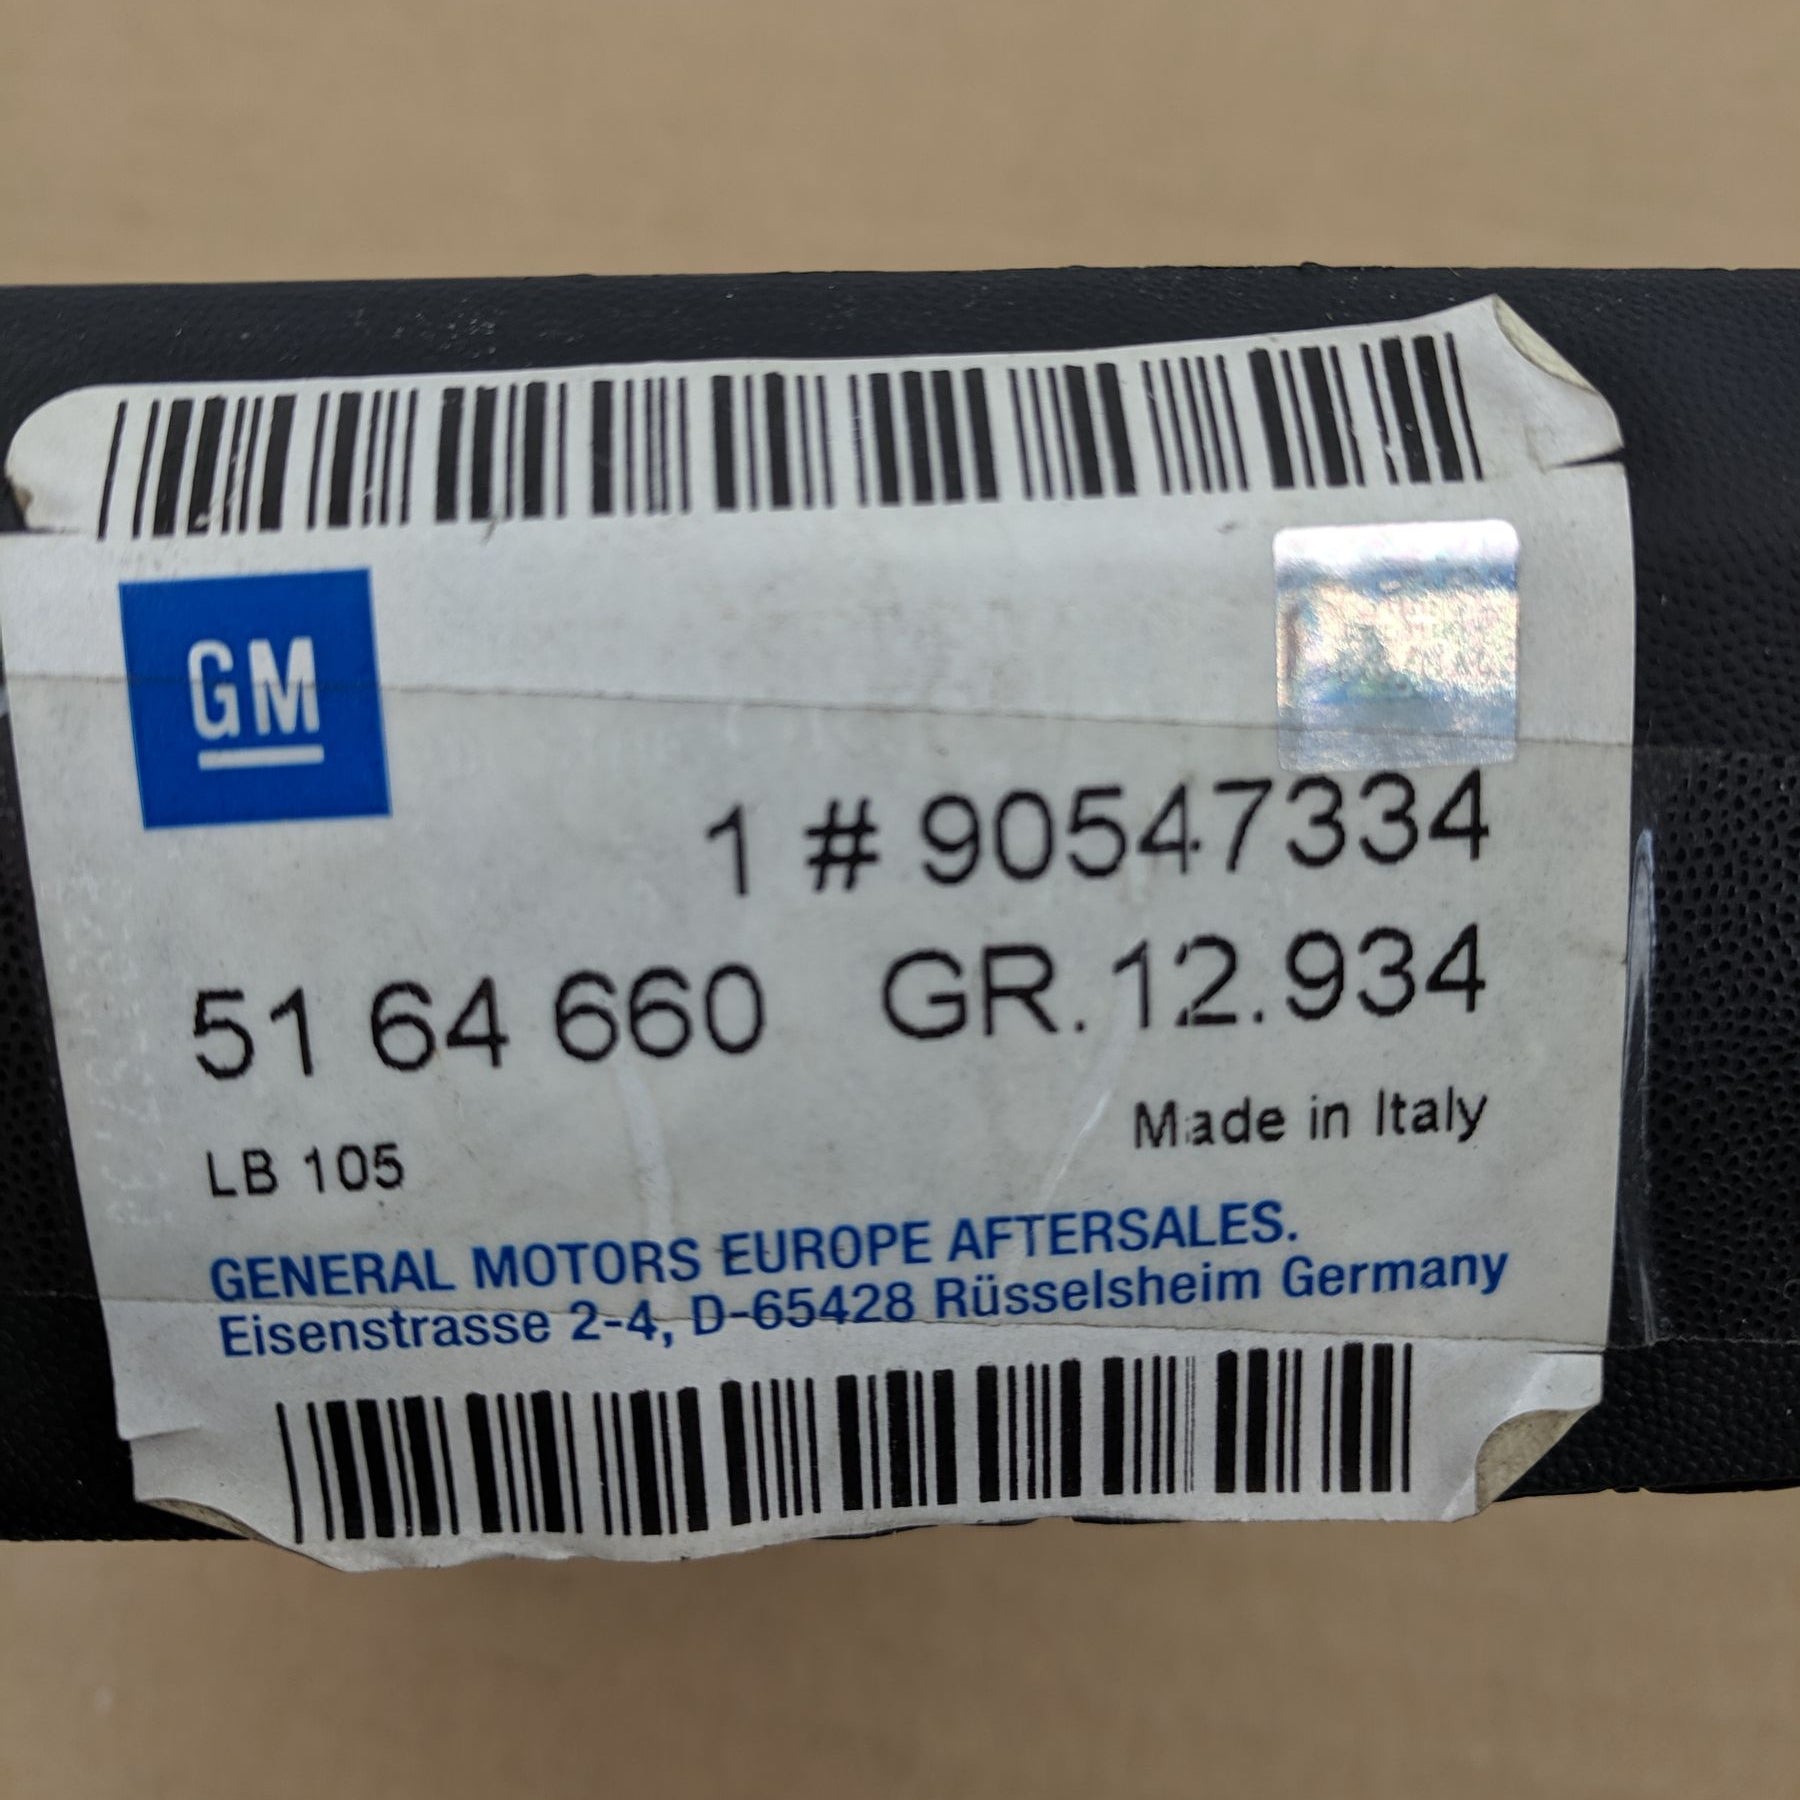 GM
1 # 90547334
51 64 660 GR. 12.934
Made in Italy
LB 105
GENERAL MOTORS EUROPE AFTERSALES.
Eisenstrasse 2-4, D-65428 Rüsselsheim Germany